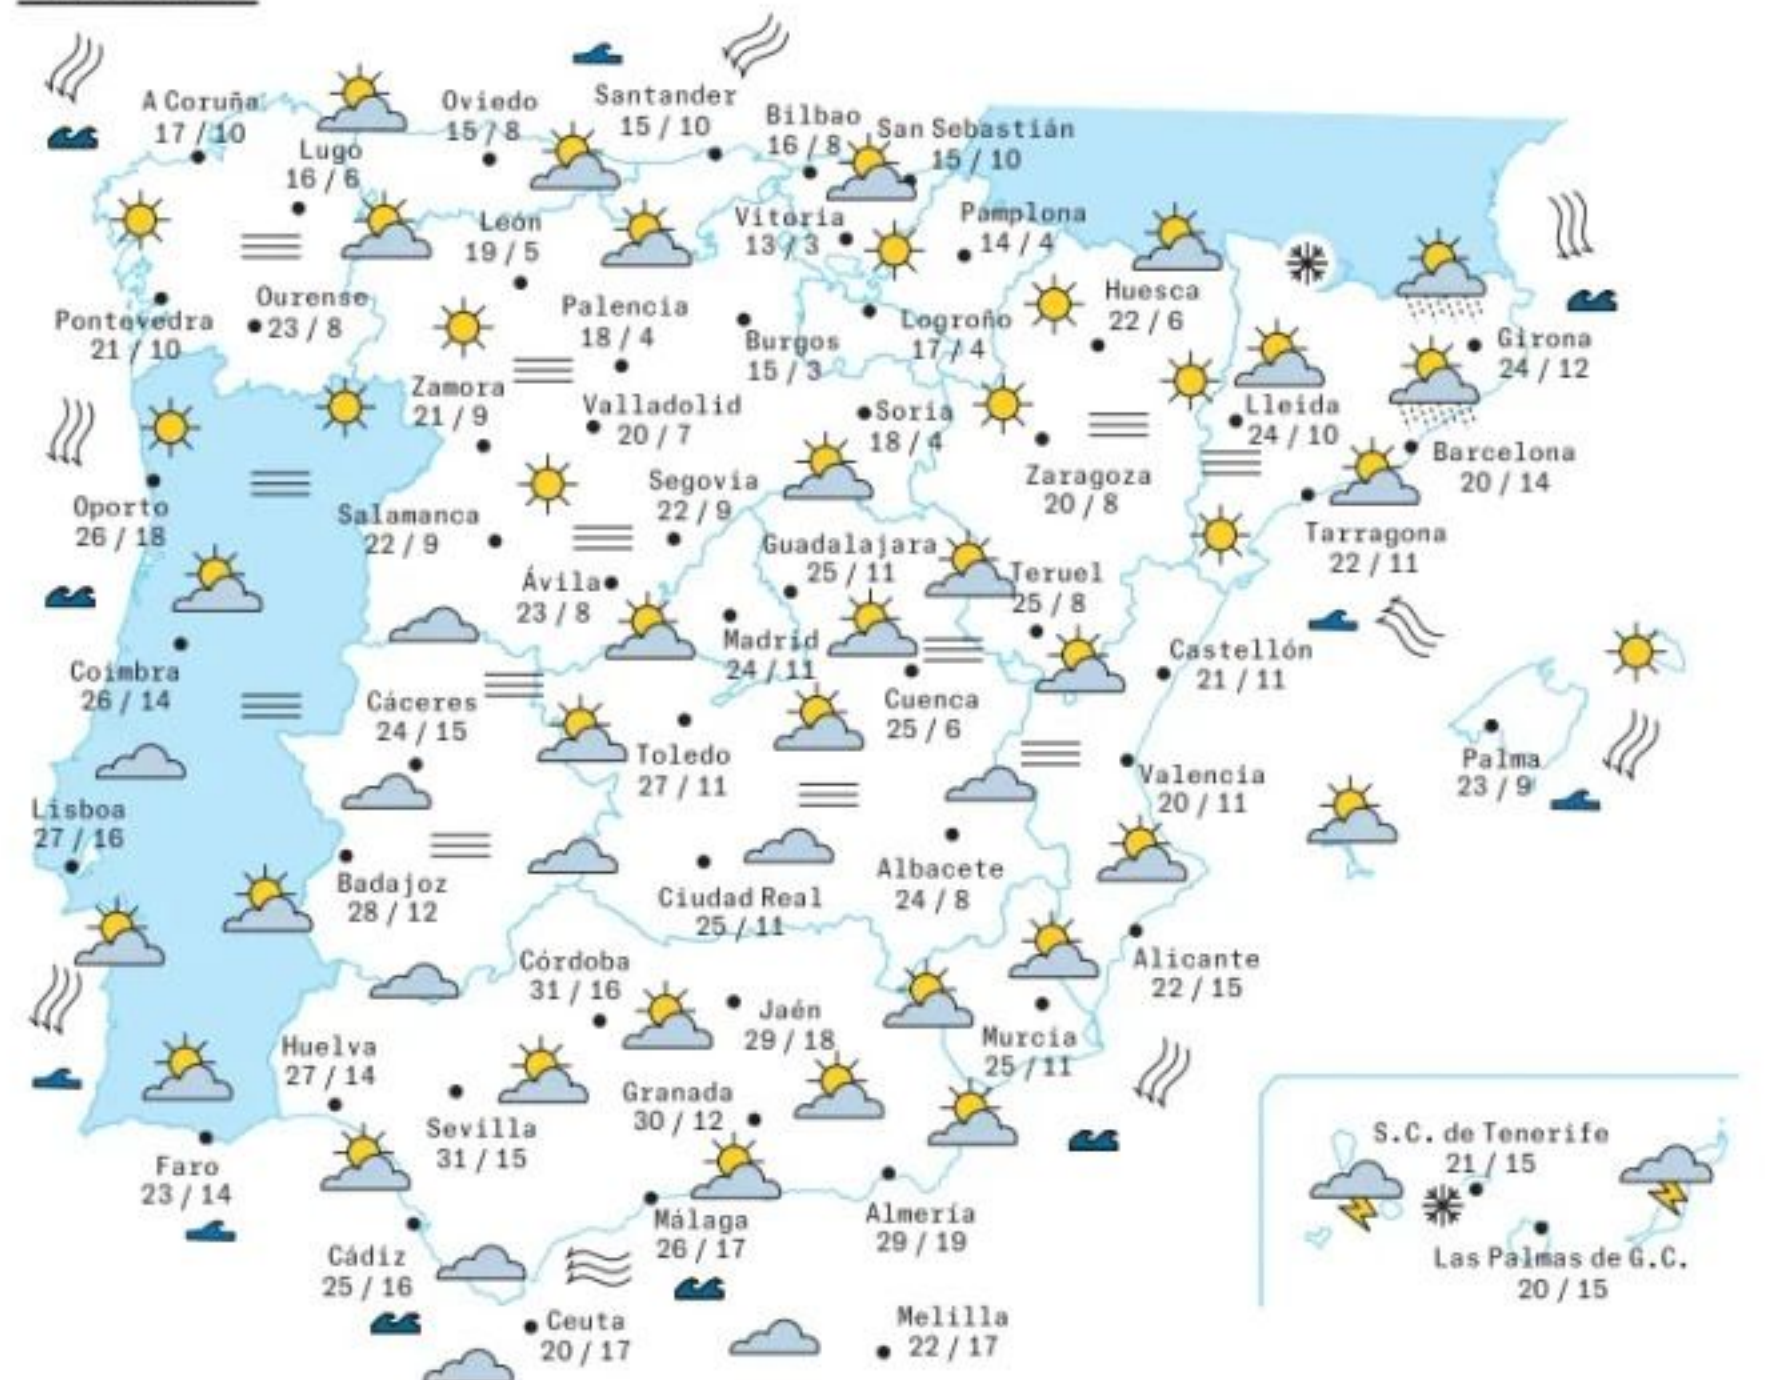 A Coruña
17 / 10
Oviedo
15 / 8
Santander
15 / 10
Bilbao
16 / 8
San Sebastián
15 / 10
Lugo
16 / 6
León
19 / 5
Vitoria
13 / 3
Pamplona
14 / 4
Pontevedra
21 / 10
Ourense
23 / 8
Palencia
18 / 4
Burgos
15 / 3
Logroño
17 / 4
Huesca
22 / 6
Girona
24 / 12
Zamora
21 / 9
Valladolid
20 / 7
Soria
18 / 4
Lleida
24 / 10
Barcelona
20 / 14
Oporto
26 / 18
Salamanca
22 / 9
Segovia
22 / 9
Zaragoza
20 / 8
Tarragona
22 / 11
Ávila
23 / 8
Guadalajara
25 / 11
Teruel
25 / 8
Madrid
24 / 11
Castellón
21 / 11
Coimbra
26 / 14
Cáceres
24 / 15
Cuenca
25 / 6
Toledo
27 / 11
Valencia
20 / 11
Palma
23 / 9
Lisboa
27 / 16
Badajoz
28 / 12
Ciudad Real
25 / 11
Albacete
24 / 8
Alicante
22 / 15
Córdoba
31 / 16
Jaén
29 / 18
Murcia
25 / 11
Huelva
27 / 14
Sevilla
31 / 15
Granada
30 / 12
Faro
23 / 14
Málaga
26 / 17
Almería
29 / 19
Cádiz
25 / 16
Ceuta
20 / 17
Melilla
22 / 17
S.C. de Tenerife
21 / 15
Las Palmas de G.C.
20 / 15